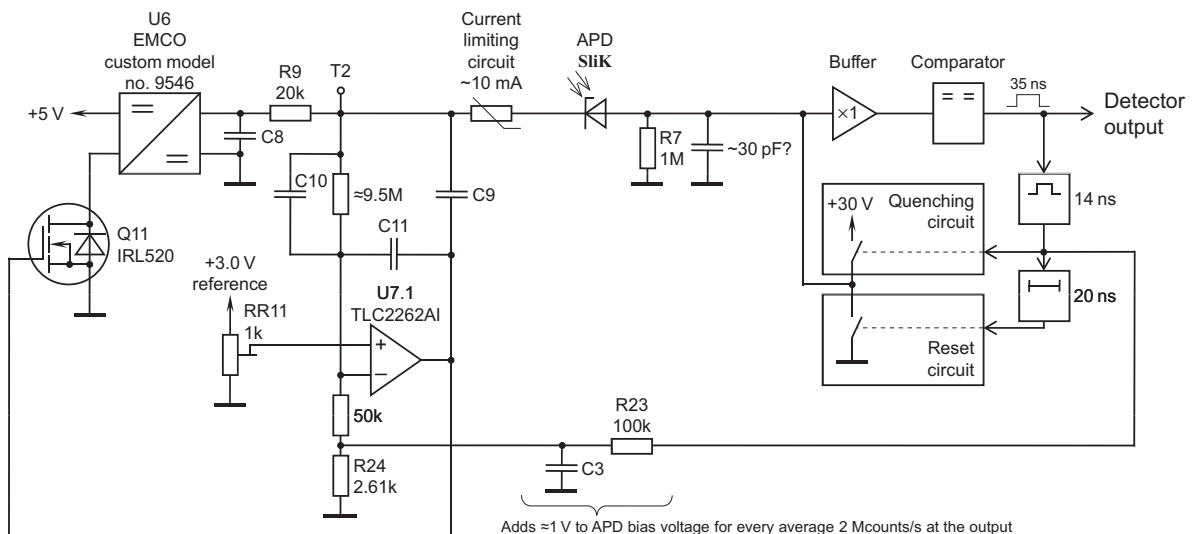 U6
EMCO
custom model
no. 9546
R9
20k
T2
Current
limiting
circuit
~10 mA
APD
SliK
Buffer
Comparator
35 ns
+5 V
C8
×1
Detector
output
R7
1M
~30 pF?
C10
≈9.5M
C9
14 ns
+30 V
Quenching
circuit
Q11
IRL520
C11
+3.0 V
reference
U7.1
TLC2262AI
20 ns
RR11
1k
+
−
Reset
circuit
50k
R23
100k
R24
2.61k
C3
Adds ≈1 V to APD bias voltage for every average 2 Mcounts/s at the output